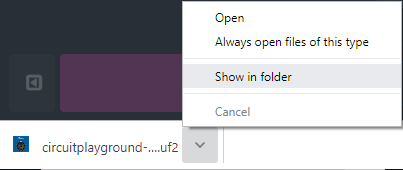 Open
Always open files of this type
Show in folder
Cancel
circuitplayground-....uf2